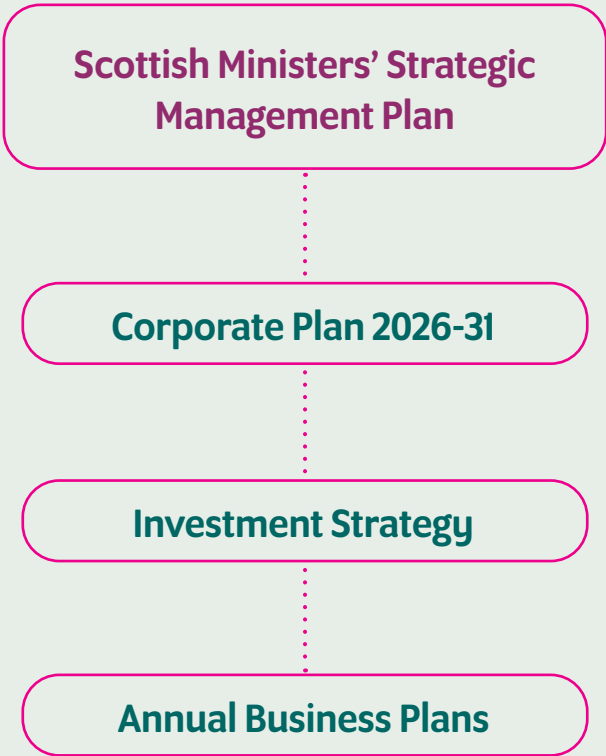 Scottish Ministers’ Strategic
Management Plan
Corporate Plan 2026-31
Investment Strategy
Annual Business Plans